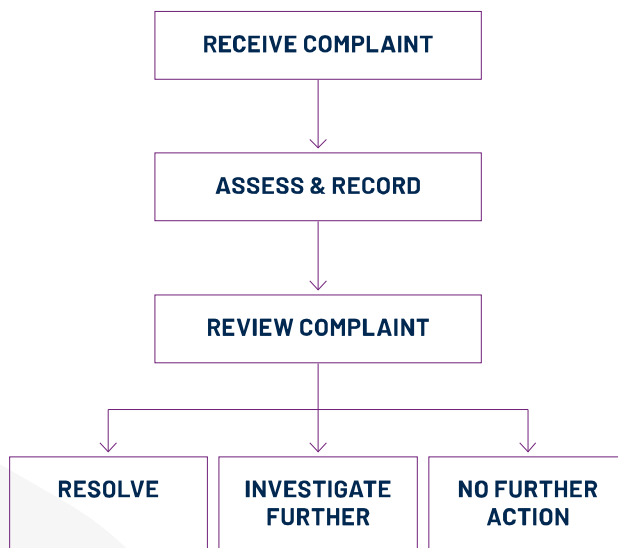 RECEIVE COMPLAINT
ASSESS & RECORD
REVIEW COMPLAINT
RESOLVE
INVESTIGATE
FURTHER
NO FURTHER
ACTION